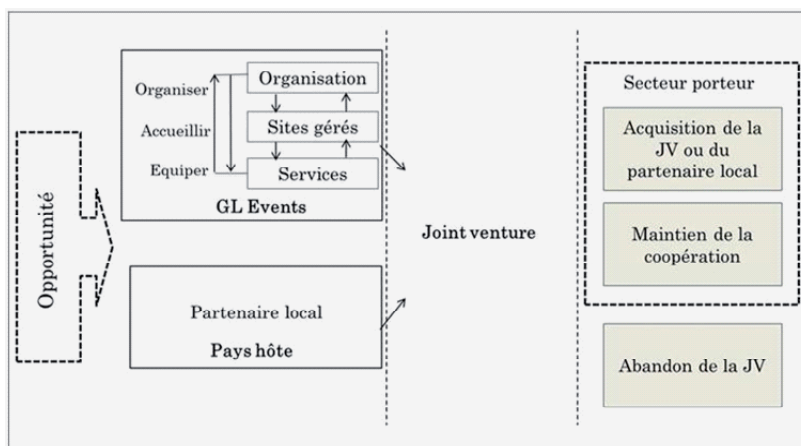 Opportunité
Organiser
Accueillir
Equiper
Organisation
Sites gérés
Services
GL Events
Partenaire local
Pays hôte
Joint venture
Secteur porteur
Acquisition de la
JV ou du
partenaire local
Maintien de la
coopération
Abandon de la JV